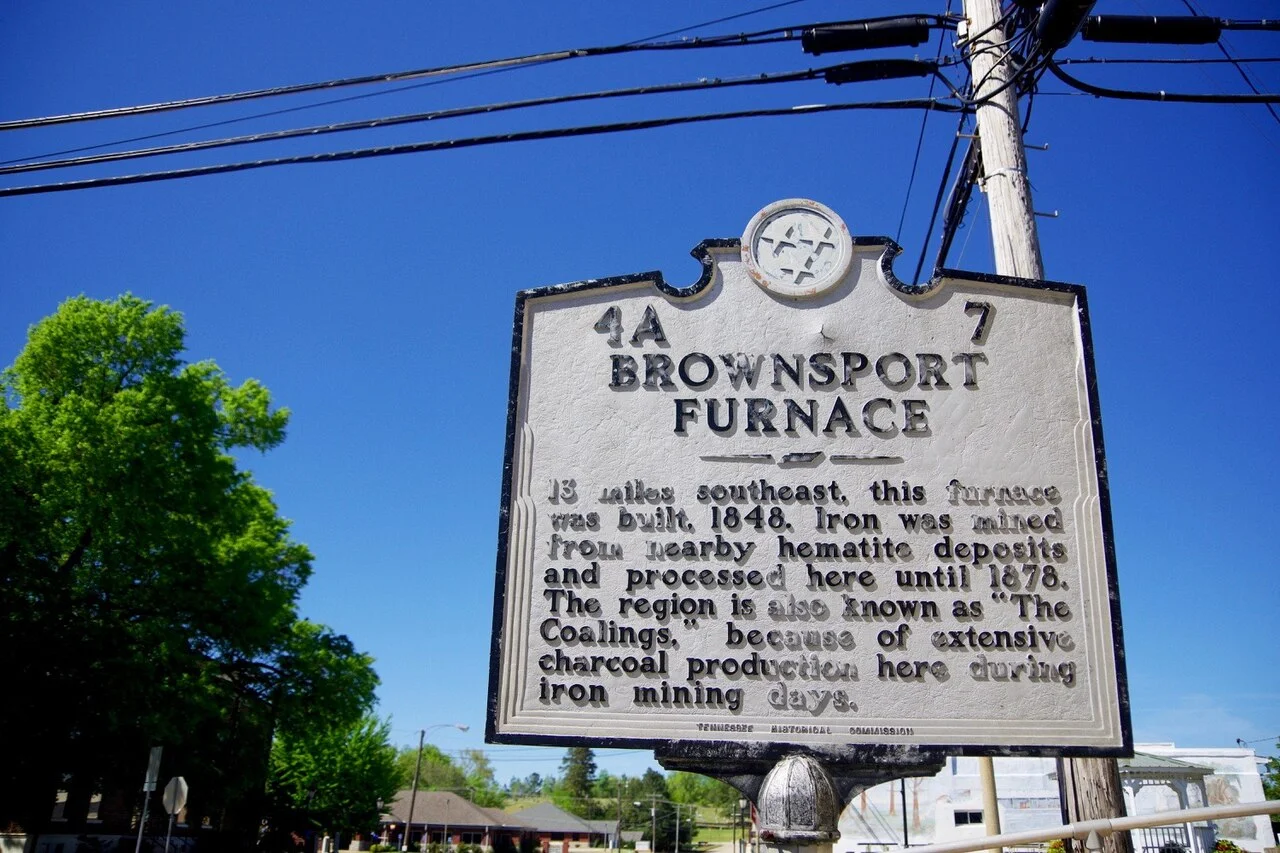 4A 7
BROWNSPORT
FURNACE
13 miles southeast, this furnace
was built, 1848. Iron was mined
from nearby hematite deposits
and processed here until 1878.
The region is also known as "The
Coalings," because of extensive
charcoal production here during
iron mining days.
TENNESSEE HISTORICAL COMMISSION